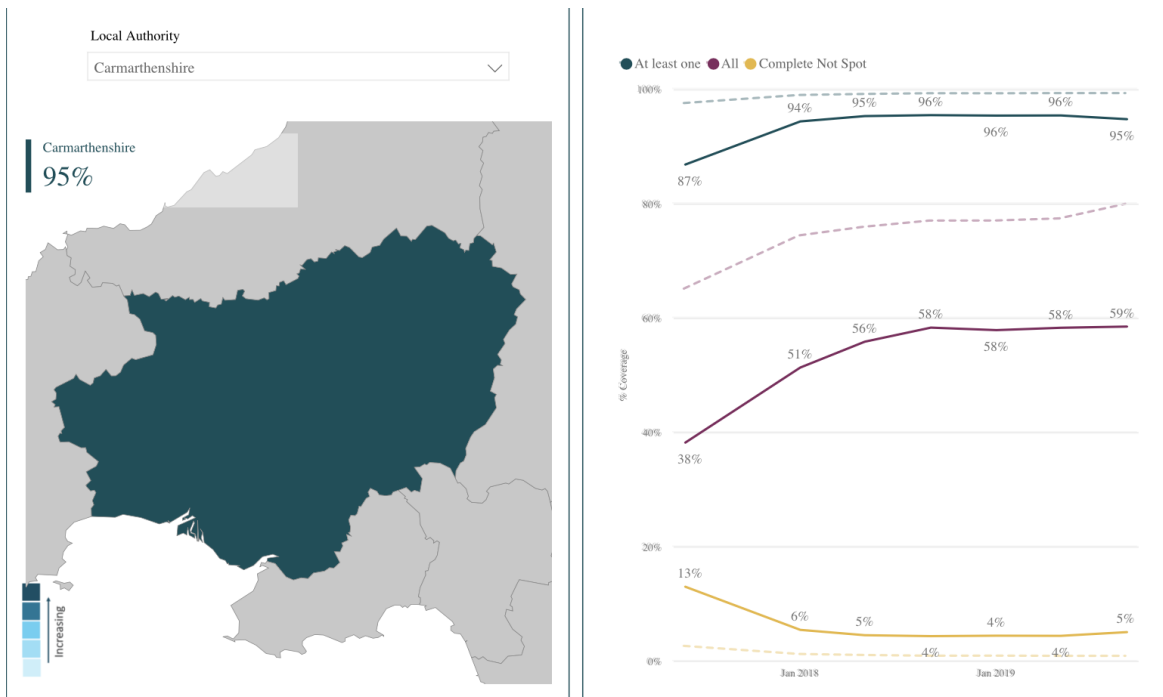 Local Authority
Carmarthenshire
Carmarthenshire
95%
Increasing
At least one All Complete Not Spot
100%
94% 95% 96% 96% 96% 95%
87%
80%
60%
% Coverage
51% 56% 58% 58% 58% 59%
40%
38%
20%
13%
6% 5% 4% 4% 4% 5%
0%
Jan 2018 Jan 2019